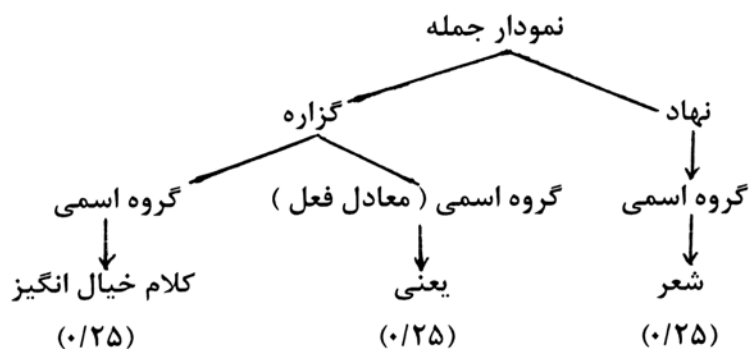 نمودار جمله
نهاد گزاره
گروه اسمی گروه اسمی ( معادل فعل ) گروه اسمی
شعر یعنی کلام خیال انگیز
(۰/۲۵) (۰/۲۵) (۰/۲۵)